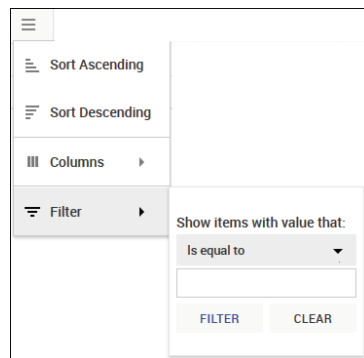 Sort Ascending
Sort Descending
Columns
Filter
Show items with value that:
Is equal to
FILTER CLEAR